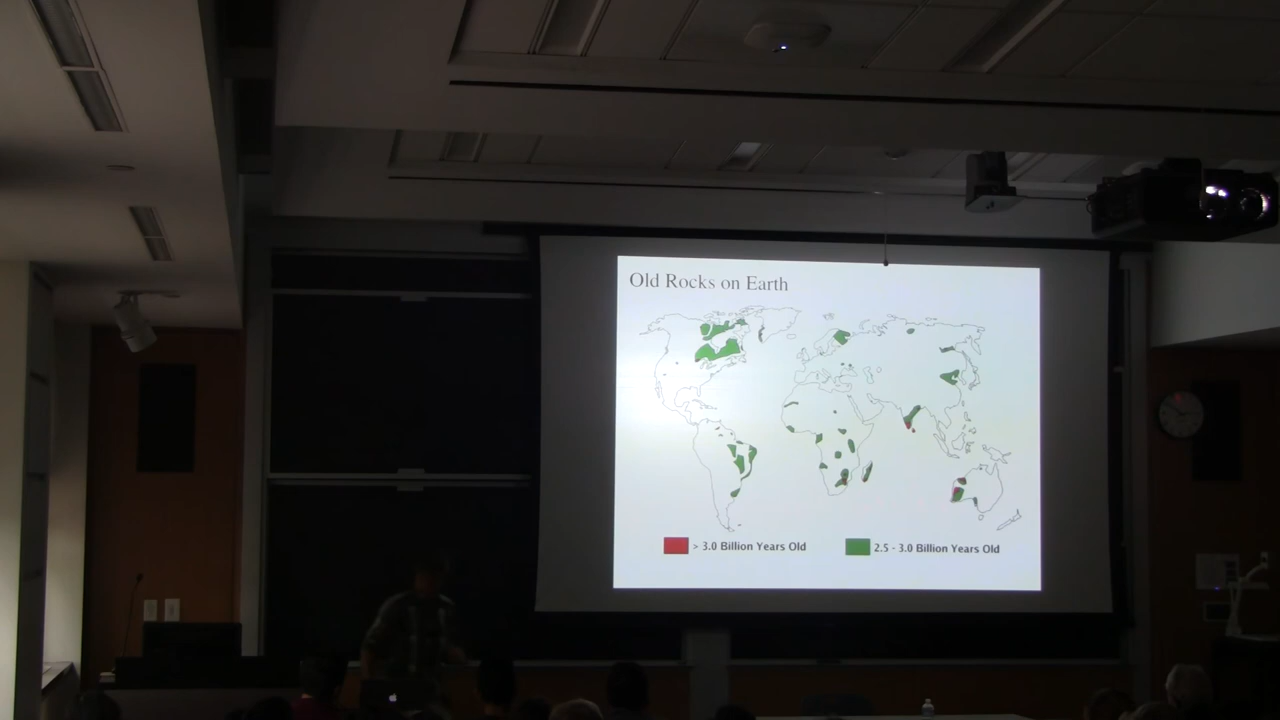 Old Rocks on Earth
> 3.0 Billion Years Old
2.5 - 3.0 Billion Years Old